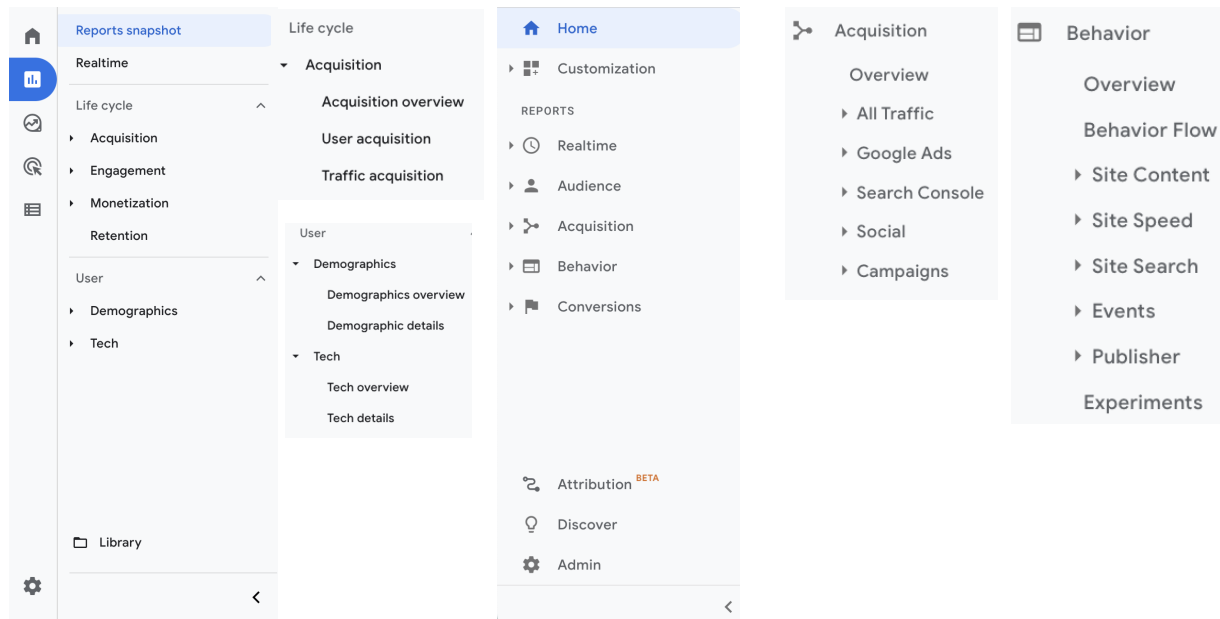 Reports snapshot
Realtime
Life cycle
Acquisition
Engagement
Monetization
Retention
User
Demographics
Tech
Library
Life cycle
Acquisition
Acquisition overview
User acquisition
Traffic acquisition
User
Demographics
Demographics overview
Demographic details
Tech
Tech overview
Tech details
Home
Customization
REPORTS
Realtime
Audience
Acquisition
Behavior
Conversions
Attribution BETA
Discover
Admin
Acquisition
Overview
All Traffic
Google Ads
Search Console
Social
Campaigns
Behavior
Overview
Behavior Flow
Site Content
Site Speed
Site Search
Events
Publisher
Experiments